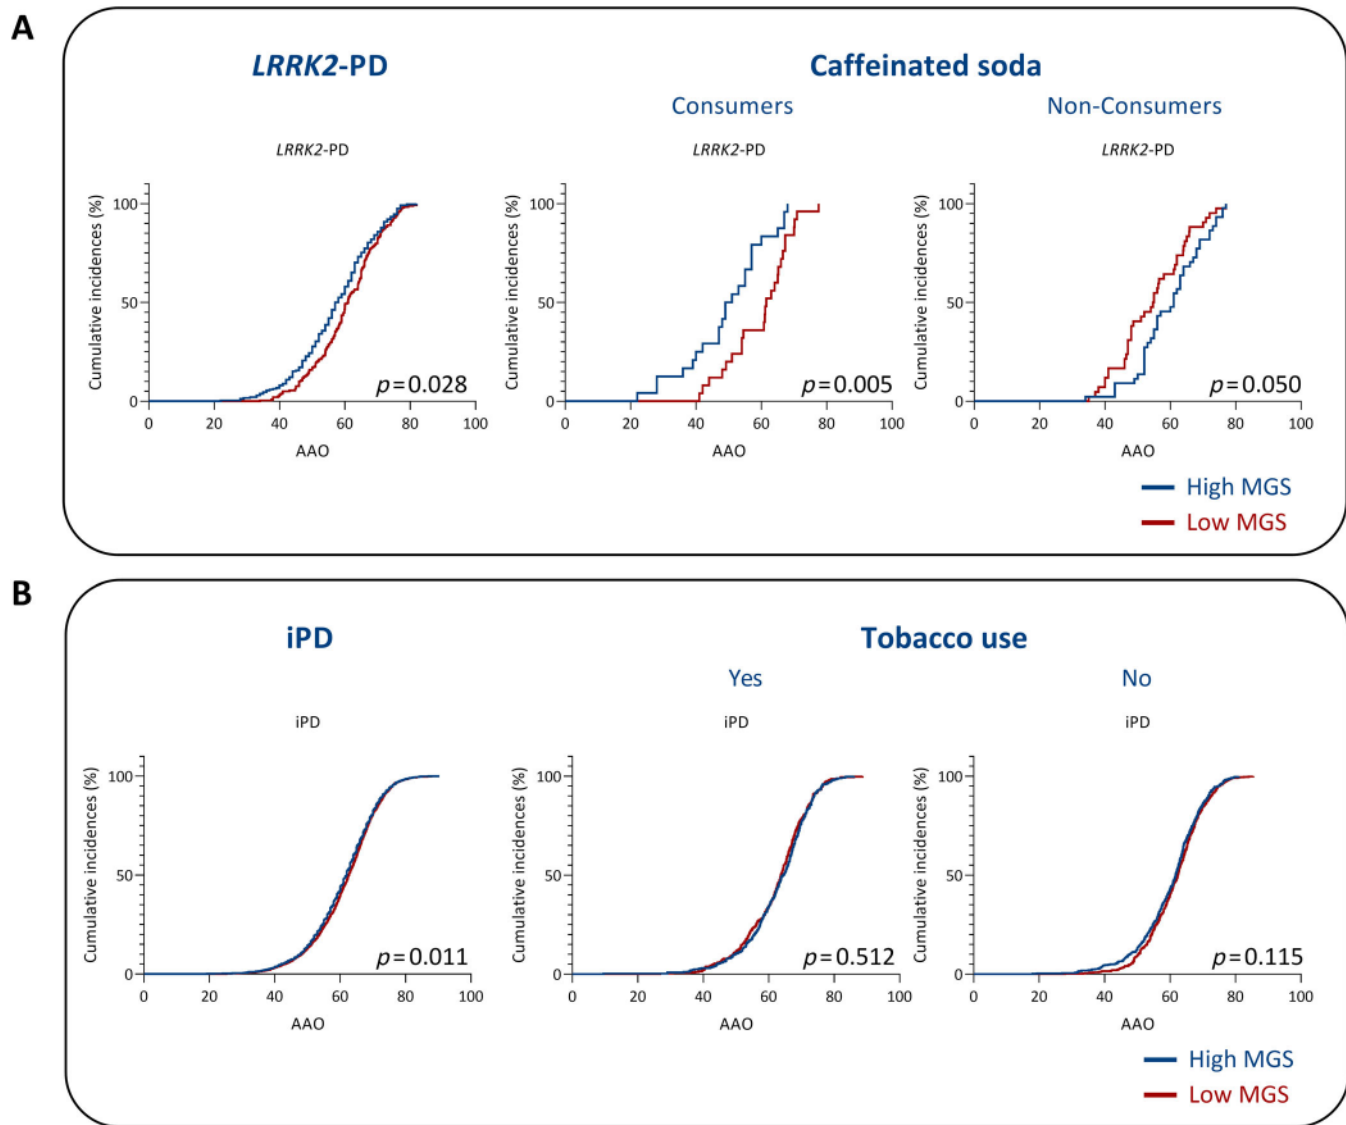 A
LRRK2-PD
Caffeinated soda
Consumers
Non-Consumers
LRRK2-PD
LRRK2-PD
LRRK2-PD
Cumulative incidences (%)
100
50
0
p=0.028
0 20 40 60 80 100
AAO
Cumulative incidences (%)
100
50
0
p=0.005
0 20 40 60 80 100
AAO
Cumulative incidences (%)
100
50
0
p=0.050
0 20 40 60 80 100
AAO
High MGS
Low MGS
B
iPD
Tobacco use
Yes
No
iPD
iPD
iPD
Cumulative incidences (%)
100
50
0
p=0.011
0 20 40 60 80 100
AAO
Cumulative incidences (%)
100
50
0
p=0.512
0 20 40 60 80 100
AAO
Cumulative incidences (%)
100
50
0
p=0.115
0 20 40 60 80 100
AAO
High MGS
Low MGS